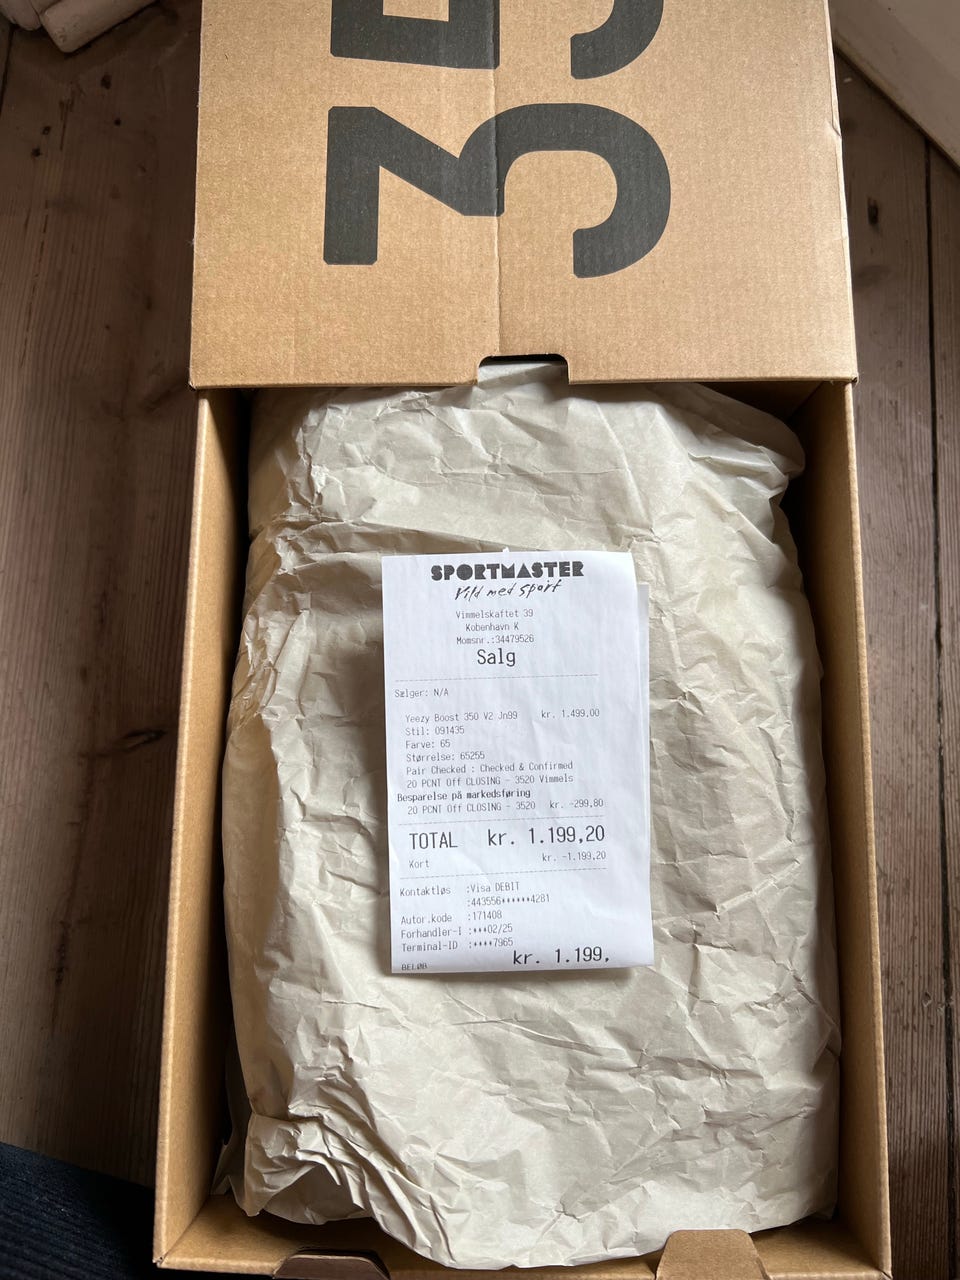 35
SPORTMASTER
Vild med sport
Vimmelskaftet 39
Kobenhavn K
Momsnr.:34479526
Salg
Sælger: N/A
Yeezy Boost 350 V2 Jn99 kr. 1.499,00
Stil: 091435
Farve: 65
Størrelse: 65255
Pair Checked : Checked & Confirmed
20 PCNT Off CLOSING - 3520 Vimmels
Besparelse på markedsføring
20 PCNT Off CLOSING - 3520 kr. -299,80
TOTAL kr. 1.199,20
Kort kr. -1.199,20
Kontaktløs :Visa DEBIT
:443556******4281
Autor.kode :171408
Forhandler-I :***02/25
Terminal-ID :****7965
BELØB kr. 1.199,